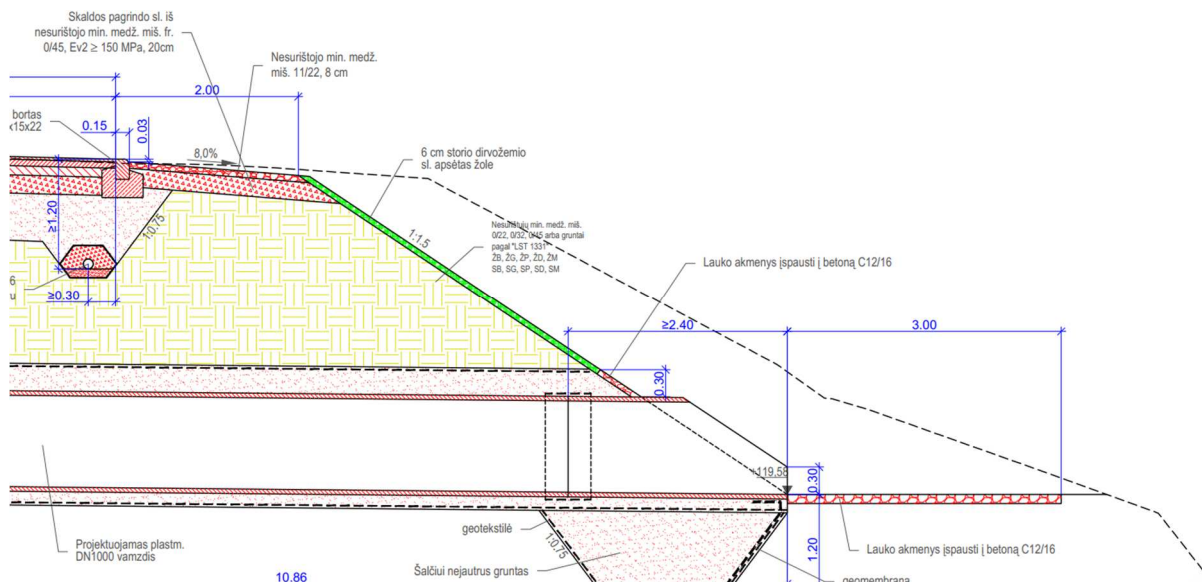 Skaldos pagrindo sl. iš
nesurištojo min. medž. miš. fr.
0/45, Ev2 ≥ 150 MPa, 20cm
Nesurištojo min. medž.
miš. 11/22, 8 cm
2.00
bortas
x15x22
0.15
0.03
8,0%
6 cm storio dirvožemio
sl. apsėtas žole
≥1.20
1:0.75
1:1.5
Nesurištųjų min. medž. miš.
0/22, 0/32, 0/45 arba gruntai
pagal "LST 1331"
ŽB, ŽG, ŽP, ŽD, ŽM
SB, SG, SP, SD, SM
Lauko akmenys įspausti į betoną C12/16
6
u
≥0.30
≥2.40
3.00
0.30
119,58
0.30
Projektuojamas plastm.
DN1000 vamzdis
geotekstilė
1:0.75
Šalčiui nejautrus gruntas
1.20
Lauko akmenys įspausti į betoną C12/16
10.86
geomembrana